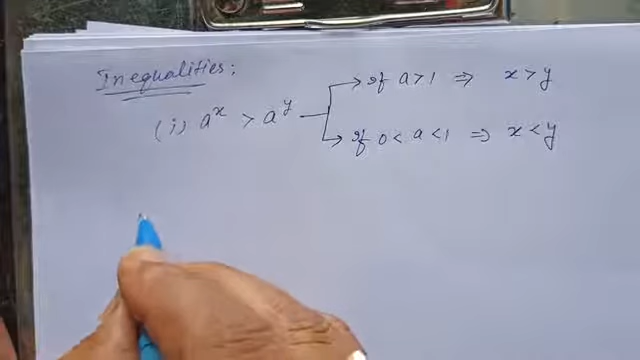 Inequalities:
if a > 1 ⇒ x > y
(i) a^x > a^y
if 0 < a < 1 ⇒ x < y